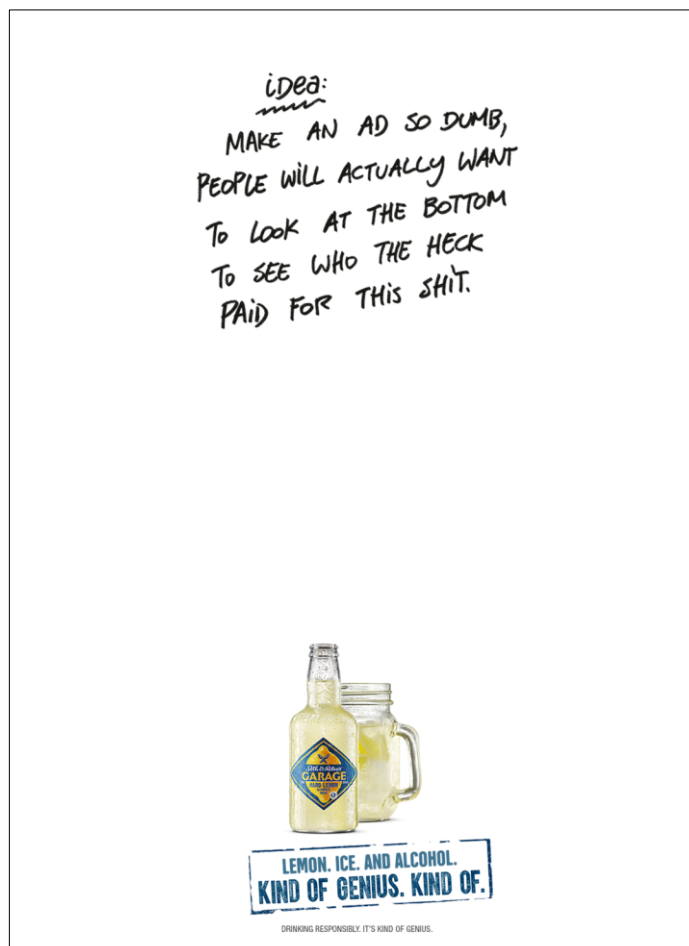 iDea:
MAKE AN AD SO DUMB,
PEOPLE WiLL ACTUALLY WANT
To LOOK AT THE BOTTOM
To SEE WHO THE HECK
PAiD FOR THiS SHiT.
GARAGE
HARD LEMON
LEMON. ICE. AND ALCOHOL.
KIND OF GENIUS. KIND OF.
DRINKING RESPONSIBLY. IT'S KIND OF GENIUS.